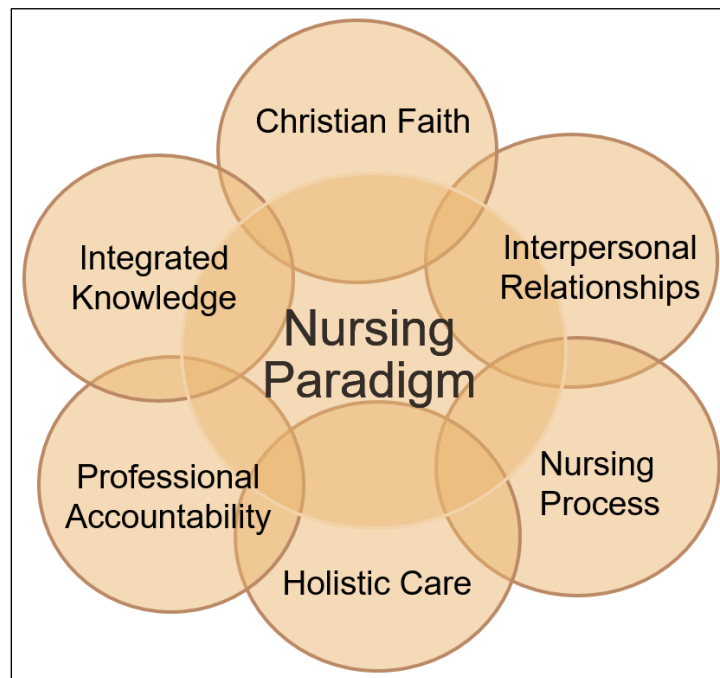 Christian Faith
Interpersonal
Relationships
Integrated
Knowledge
Nursing
Paradigm
Professional
Accountability
Nursing
Process
Holistic Care